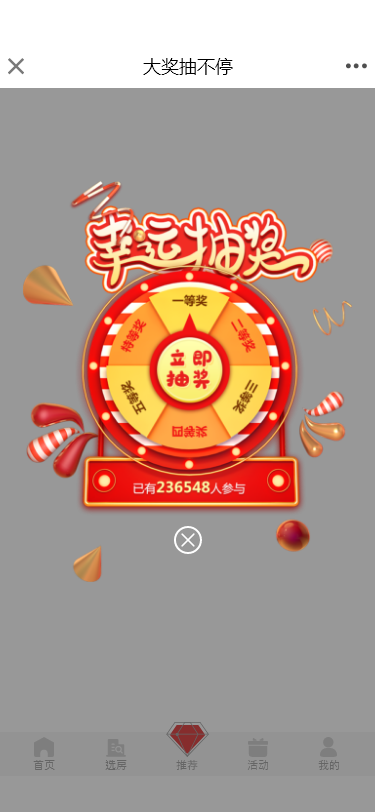 大奖抽不停
幸运抽奖
一等奖
特等奖
二等奖
立即
抽奖
五等奖
三等奖
四等奖
已有236548人参与
首页 选房 推荐 活动 我的